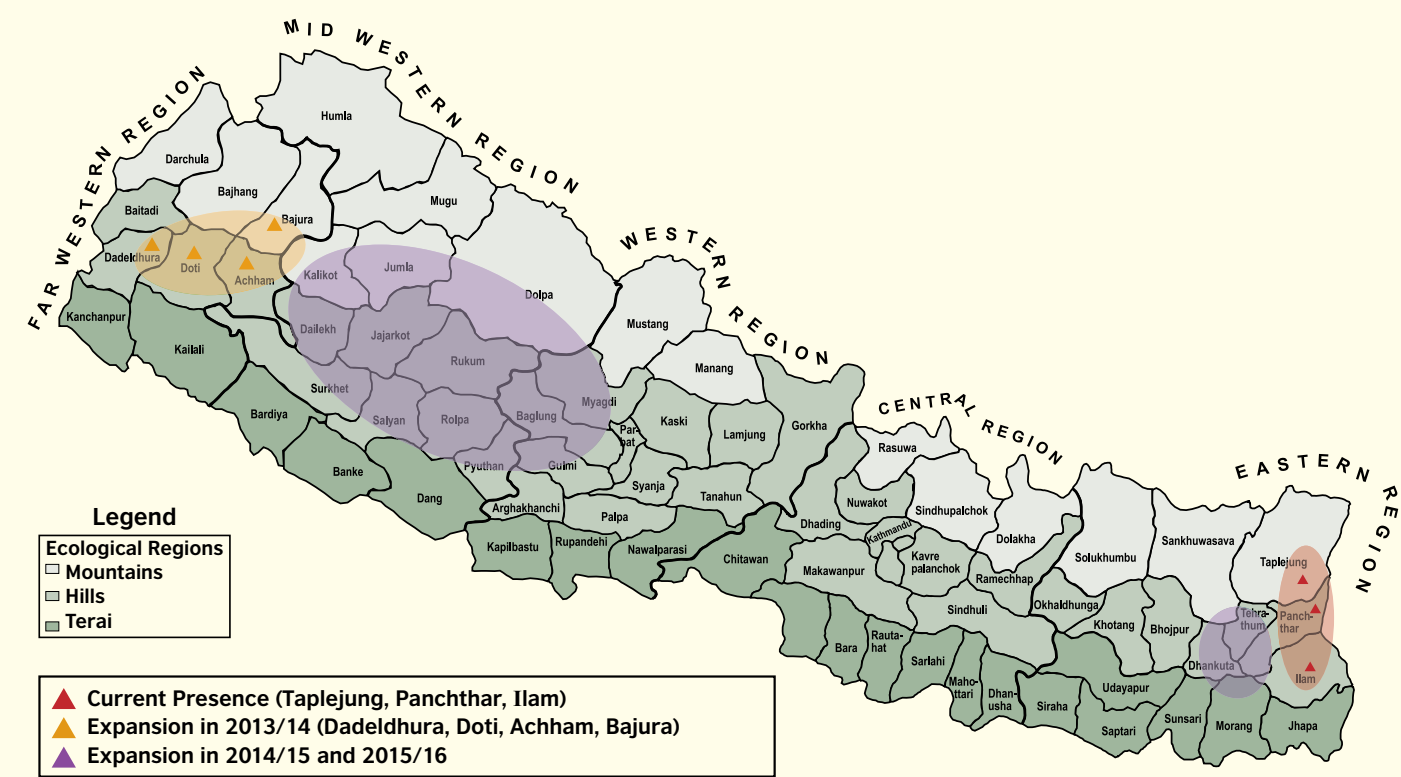 MID WESTERN REGION
FAR WESTERN REGION
WESTERN REGION
CENTRAL REGION
EASTERN REGION
Humla
Darchula
Bajhang
Mugu
Baitadi
Bajura
Dadeldhura
Doti
Achham
Kalikot
Jumla
Dolpa
Kanchanpur
Kailali
Dailekh
Jajarkot
Rukum
Mustang
Manang
Surkhet
Bardiya
Salyan
Rolpa
Baglung
Myagdi
Par-
bat
Kaski
Lamjung
Gorkha
Banke
Dang
Pyuthan
Gulmi
Syanja
Tanahun
Arghakhanchi
Palpa
Kapilbastu
Rupandehi
Nawalparasi
Chitawan
Rasuwa
Nuwakot
Sindhupalchok
Dhading
Kathmandu
Dolakha
Kavre
palanchok
Makawanpur
Ramechhap
Sindhuli
Bara
Rauta-
hat
Sarlahi
Maho-
ttari
Dhan-
usha
Siraha
Solukhumbu
Sankhuwasava
Taplejung
Okhaldhunga
Khotang
Bhojpur
Tehra-
thum
Panch-
thar
Dhankuta
Ilam
Udayapur
Saptari
Sunsari
Morang
Jhapa
Legend
Ecological Regions
Mountains
Hills
Terai
Current Presence (Taplejung, Panchthar, Ilam)
Expansion in 2013/14 (Dadeldhura, Doti, Achham, Bajura)
Expansion in 2014/15 and 2015/16